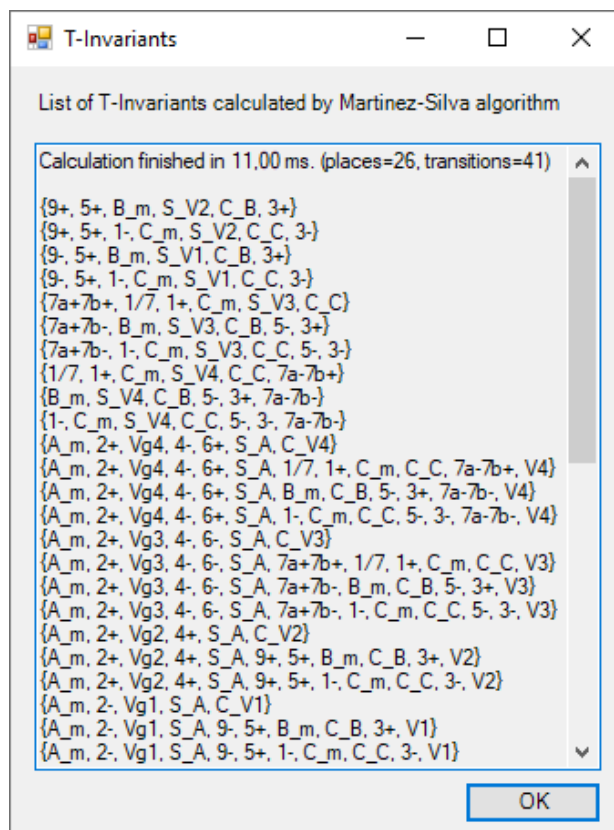 T-Invariants
List of T-Invariants calculated by Martinez-Silva algorithm
Calculation finished in 11,00 ms. (places=26, transitions=41)
{9+, 5+, B_m, S_V2, C_B, 3+}
{9+, 5+, 1-, C_m, S_V2, C_C, 3-}
{9-, 5+, B_m, S_V1, C_B, 3+}
{9-, 5+, 1-, C_m, S_V1, C_C, 3-}
{7a+7b+, 1/7, 1+, C_m, S_V3, C_C}
{7a+7b-, B_m, S_V3, C_B, 5-, 3+}
{7a+7b-, 1-, C_m, S_V3, C_C, 5-, 3-}
{1/7, 1+, C_m, S_V4, C_C, 7a-7b+}
{B_m, S_V4, C_B, 5-, 3+, 7a-7b-}
{1-, C_m, S_V4, C_C, 5-, 3-, 7a-7b-}
{A_m, 2+, Vg4, 4-, 6+, S_A, C_V4}
{A_m, 2+, Vg4, 4-, 6+, S_A, 1/7, 1+, C_m, C_C, 7a-7b+, V4}
{A_m, 2+, Vg4, 4-, 6+, S_A, B_m, C_B, 5-, 3+, 7a-7b-, V4}
{A_m, 2+, Vg4, 4-, 6+, S_A, 1-, C_m, C_C, 5-, 3-, 7a-7b-, V4}
{A_m, 2+, Vg3, 4-, 6-, S_A, C_V3}
{A_m, 2+, Vg3, 4-, 6-, S_A, 7a+7b+, 1/7, 1+, C_m, C_C, V3}
{A_m, 2+, Vg3, 4-, 6-, S_A, 7a+7b-, B_m, C_B, 5-, 3+, V3}
{A_m, 2+, Vg3, 4-, 6-, S_A, 7a+7b-, 1-, C_m, C_C, 5-, 3-, V3}
{A_m, 2+, Vg2, 4+, S_A, C_V2}
{A_m, 2+, Vg2, 4+, S_A, 9+, 5+, B_m, C_B, 3+, V2}
{A_m, 2+, Vg2, 4+, S_A, 9+, 5+, 1-, C_m, C_C, 3-, V2}
{A_m, 2-, Vg1, S_A, C_V1}
{A_m, 2-, Vg1, S_A, 9-, 5+, B_m, C_B, 3+, V1}
{A_m, 2-, Vg1, S_A, 9-, 5+, 1-, C_m, C_C, 3-, V1}
OK